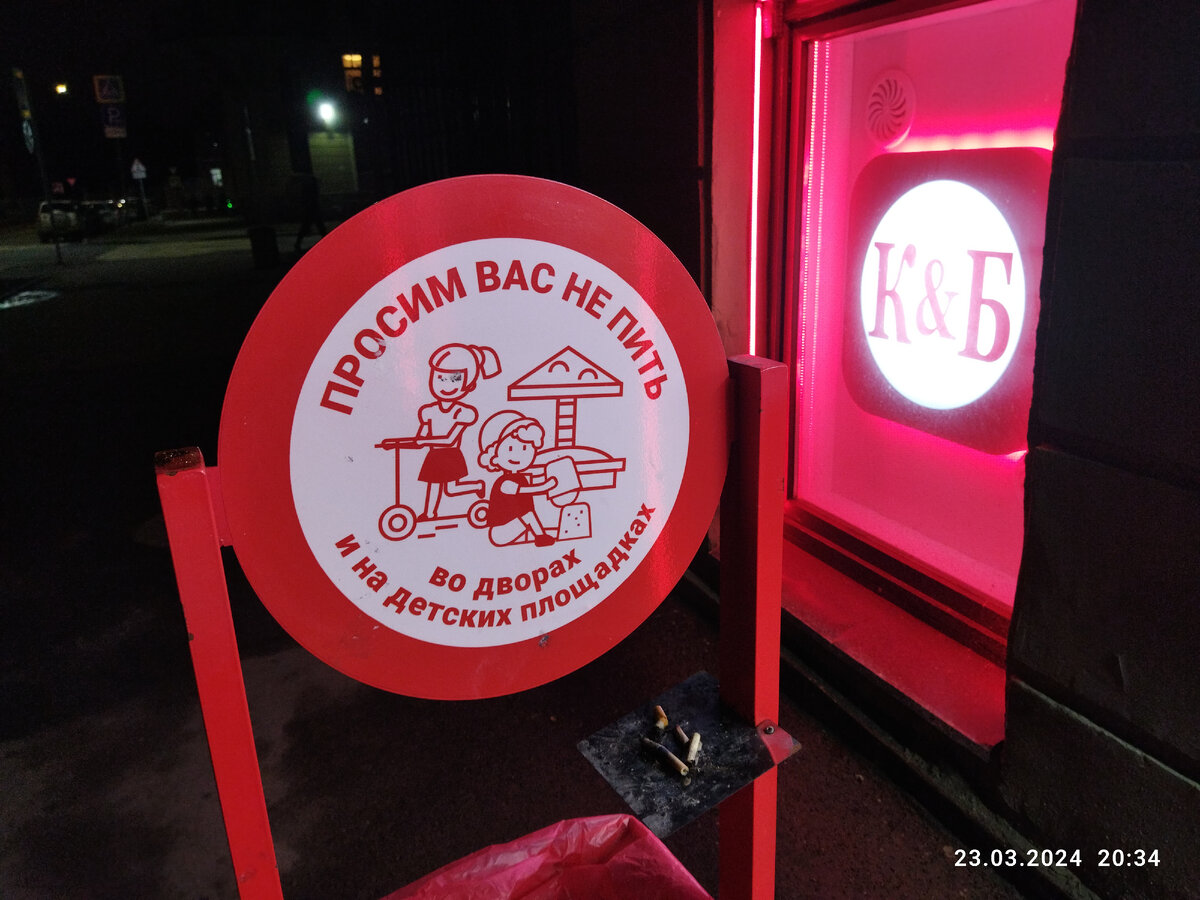 ПРОСИМ ВАС НЕ ПИТЬ
во дворах
и на детских площадках
К&Б
23.03.2024 20:34